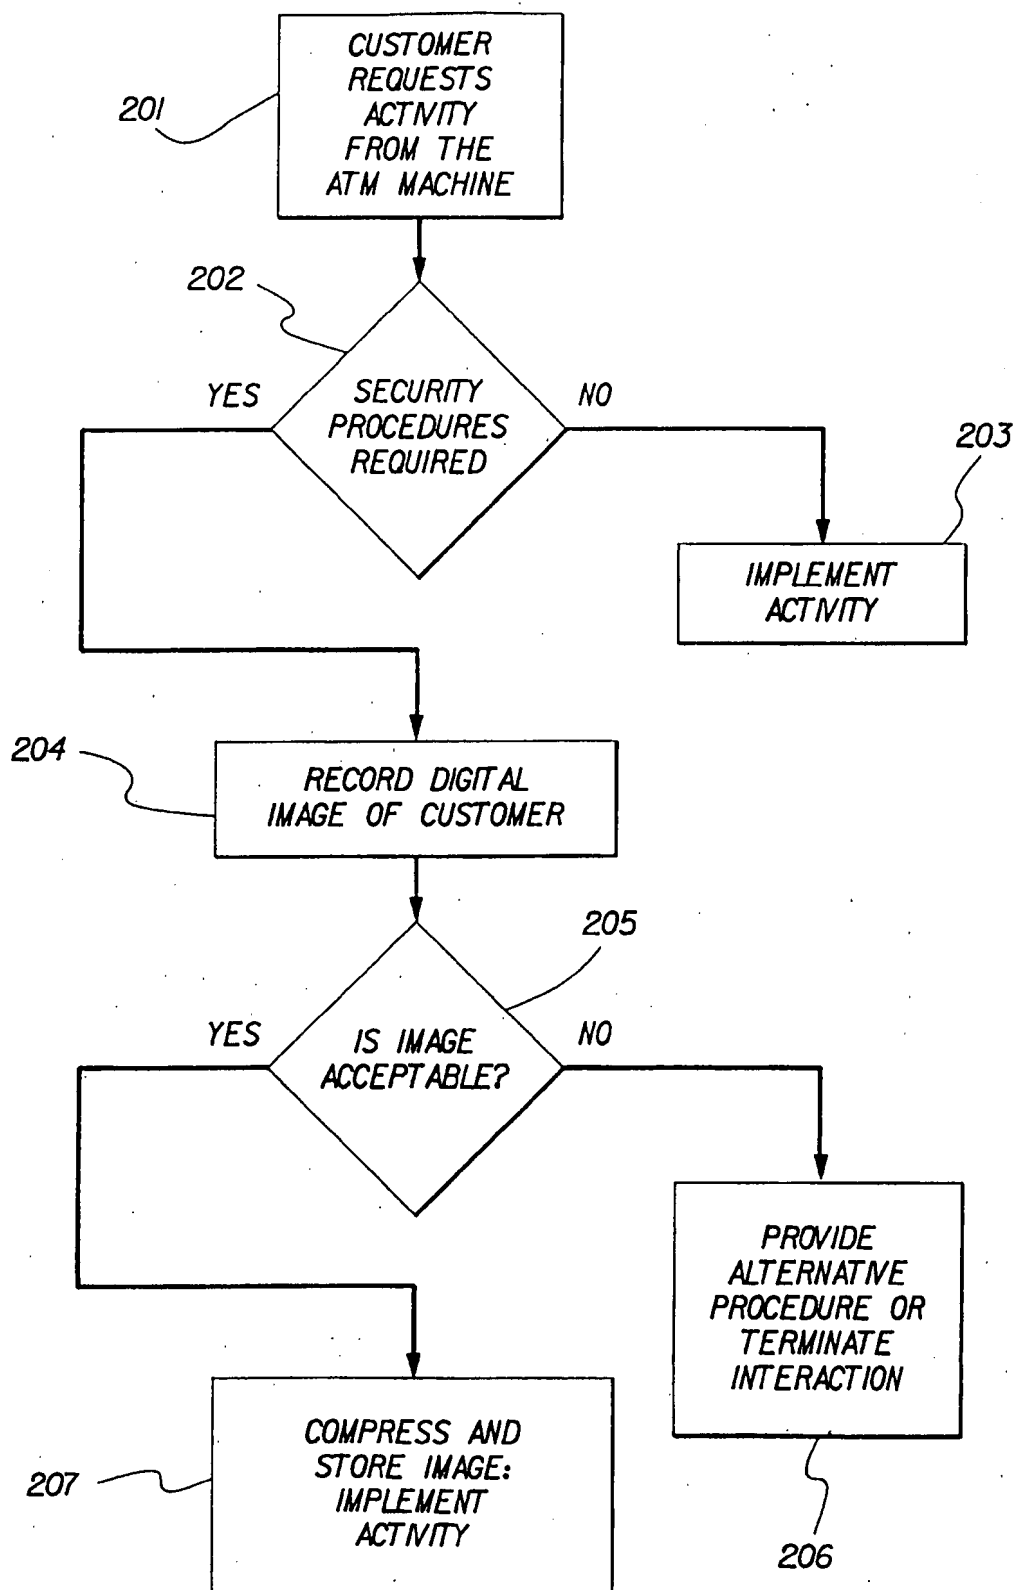 CUSTOMER
REQUESTS
ACTIVITY
FROM THE
ATM MACHINE
201
202
YES
NO
SECURITY
PROCEDURES
REQUIRED
203
IMPLEMENT
ACTIVITY
204
RECORD DIGITAL
IMAGE OF CUSTOMER
205
YES
NO
IS IMAGE
ACCEPTABLE?
PROVIDE
ALTERNATIVE
PROCEDURE OR
TERMINATE
INTERACTION
COMPRESS AND
STORE IMAGE:
IMPLEMENT
ACTIVITY
207
206